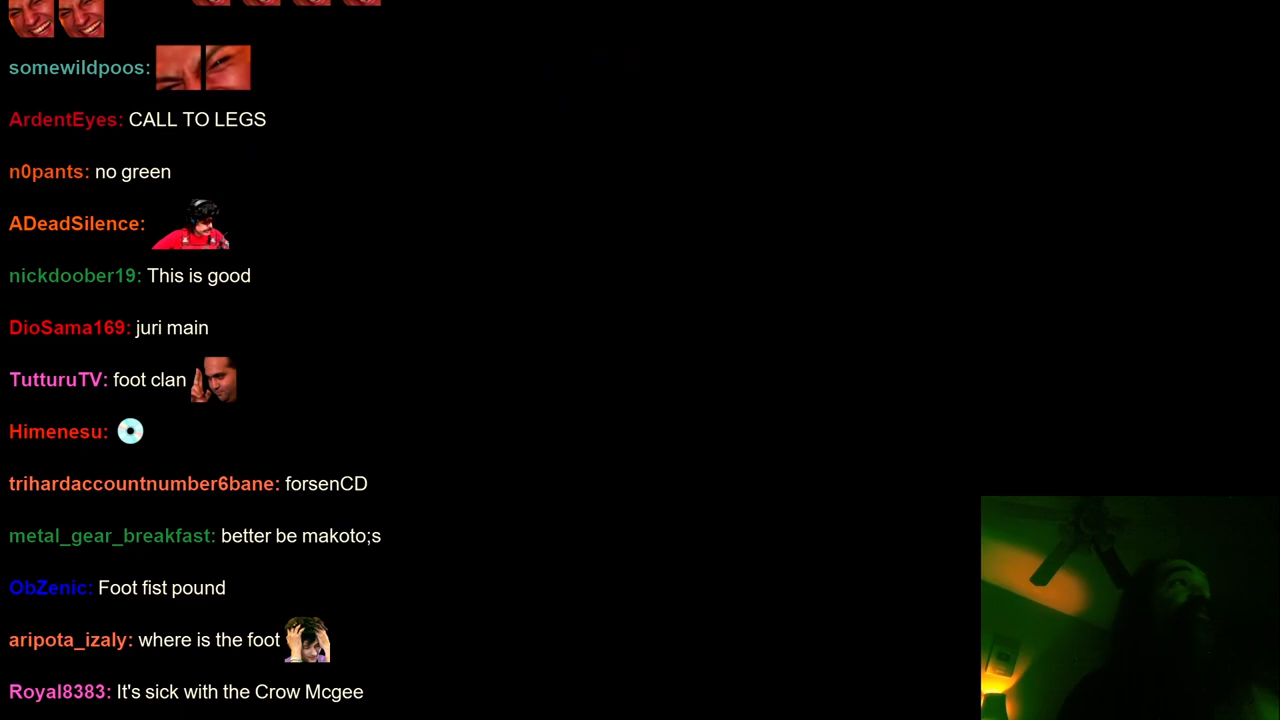 somewildpoos:
ArdentEyes: CALL TO LEGS
n0pants: no green
ADeadSilence:
nickdoober19: This is good
DioSama169: juri main
TutturuTV: foot clan
Himenesu:
trihardaccountnumber6bane: forsenCD
metal_gear_breakfast: better be makoto;s
ObZenic: Foot fist pound
aripota_izaly: where is the foot
Royal8383: It's sick with the Crow Mcgee